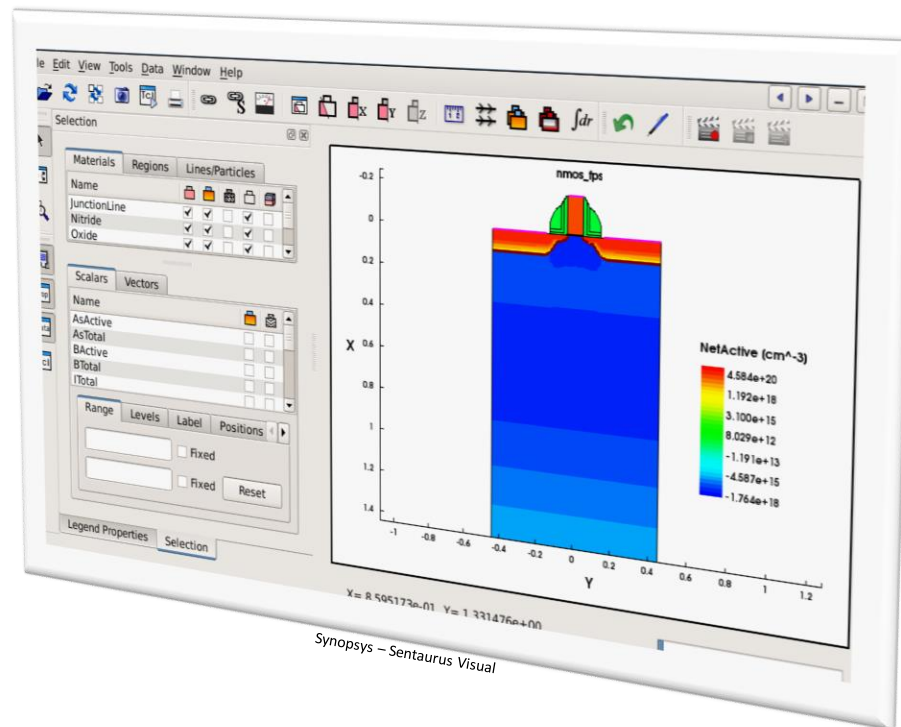 Edit View Tools Data Window Help
Selection
Materials Regions Lines/Particles
Name
JunctionLine
Nitride
Oxide
Scalars Vectors
Name
AsActive
AsTotal
BActive
BTotal
ITotal
Range Levels Label Positions
Fixed
Fixed Reset
Legend Properties Selection
nmos_fps
-0.2
0
0.2
0.4
X 0.6
0.8
1
1.2
1.4
-1 -0.8 -0.6 -0.4 -0.2 0 0.2 0.4 0.6 0.8 1 1.2
Y
NetActive (cm^-3)
4.584e+20
1.192e+18
3.100e+15
8.029e+12
-1.191e+13
-4.587e+15
-1.764e+18
X= 8.595173e-01 Y= 1.331476e+00
Synopsys – Sentaurus Visual